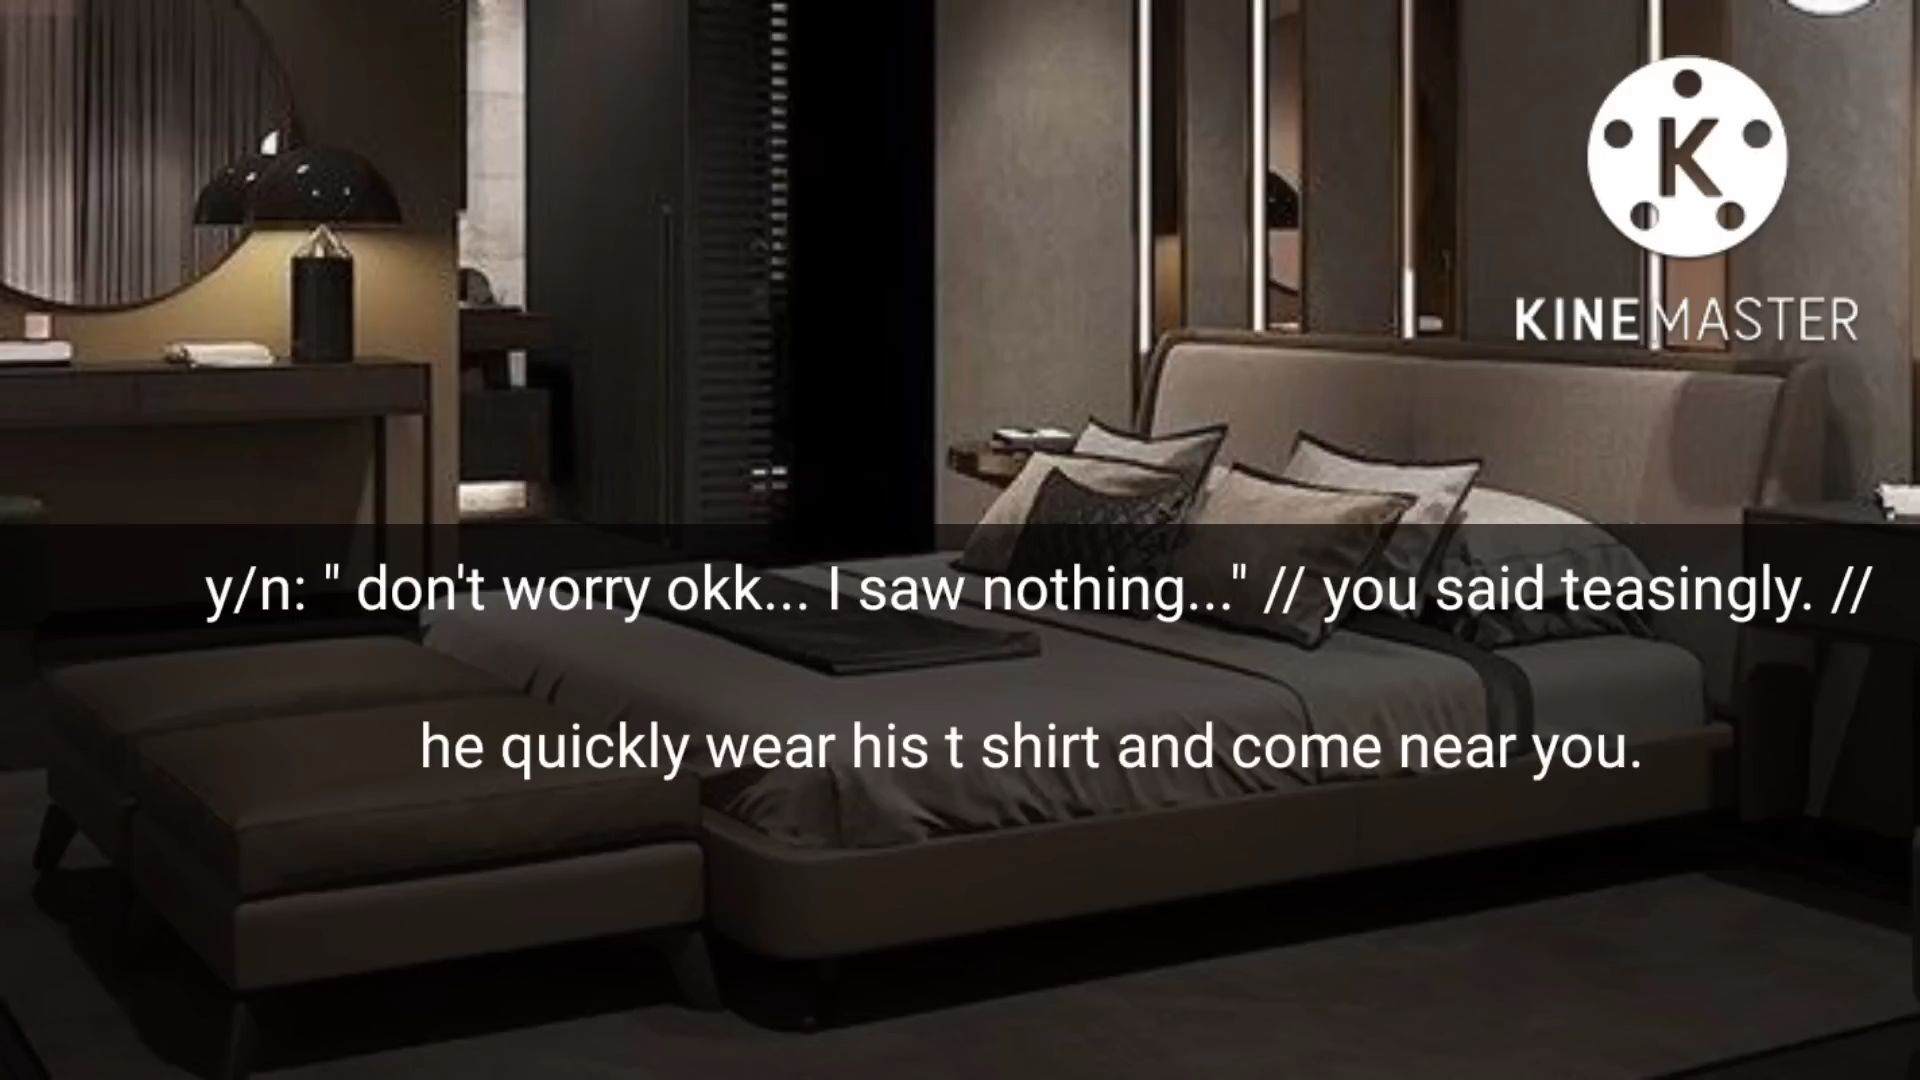 K
KINEMASTER
y/n: " don't worry okk... I saw nothing..." // you said teasingly. //
he quickly wear his t shirt and come near you.